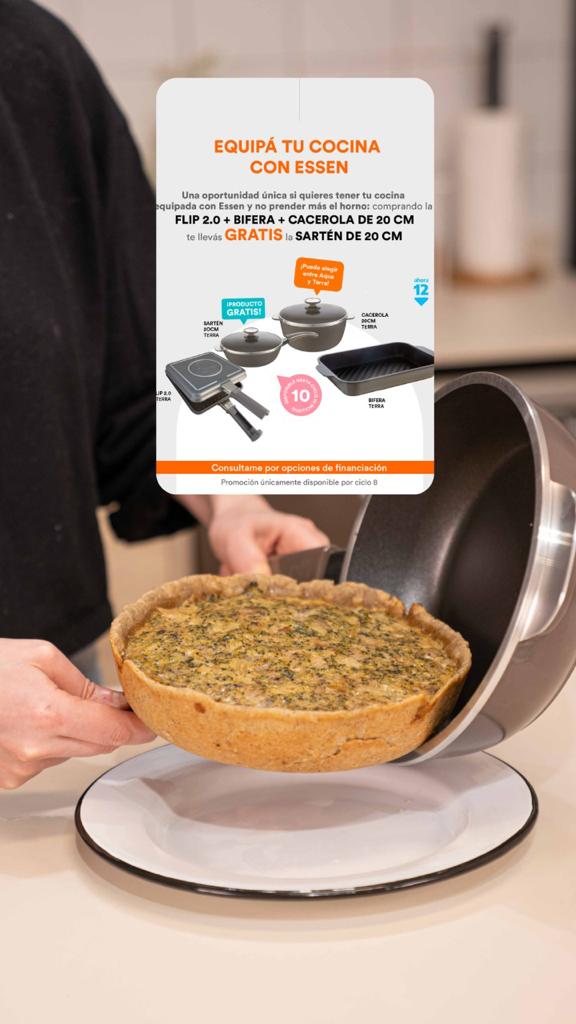 EQUIPÁ TU COCINA
CON ESSEN
Una oportunidad única si quieres tener tu cocina
equipada con Essen y no prender más el horno: comprando la
FLIP 2.0 + BIFERA + CACEROLA DE 20 CM
te llevás GRATIS la SARTÉN DE 20 CM
¡Puede elegir
entre Aqua
y Terra!
ahora
12
¡PRODUCTO
GRATIS!
SARTÉN
20CM
TERRA
CACEROLA
20CM
TERRA
LIP 2.0
TERRA
10
BIFERA
TERRA
Consultame por opciones de financiación
Promoción únicamente disponible por ciclo 8